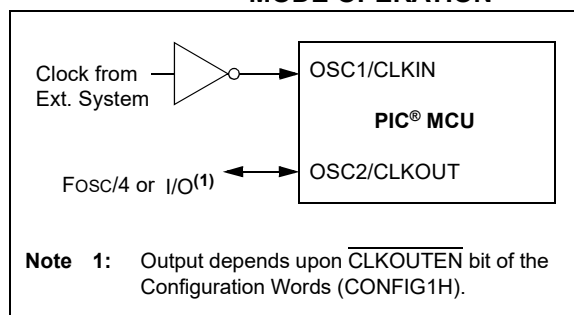 MODE OPERATION
Clock from
Ext. System
OSC1/CLKIN
PIC® MCU
FOSC/4 or I/O(1)
OSC2/CLKOUT
Note 1: Output depends upon CLKOUTEN bit of the
Configuration Words (CONFIG1H).